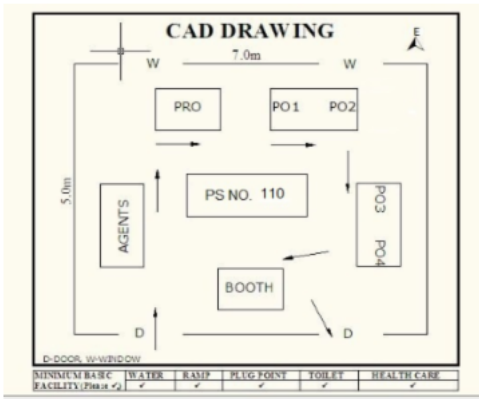 CAD DRAWING
E
7.0m
W W
PRO
PO1 PO2
5.0m
PS NO. 110
AGENTS
PO3 PO4
BOOTH
D D
D-DOOR, W-WINDOW
MINIMUM BASIC FACILITY(Please ✓)
WATER RAMP PLUG POINT TOILET HEALTH CARE
✓ ✓ ✓ ✓ ✓